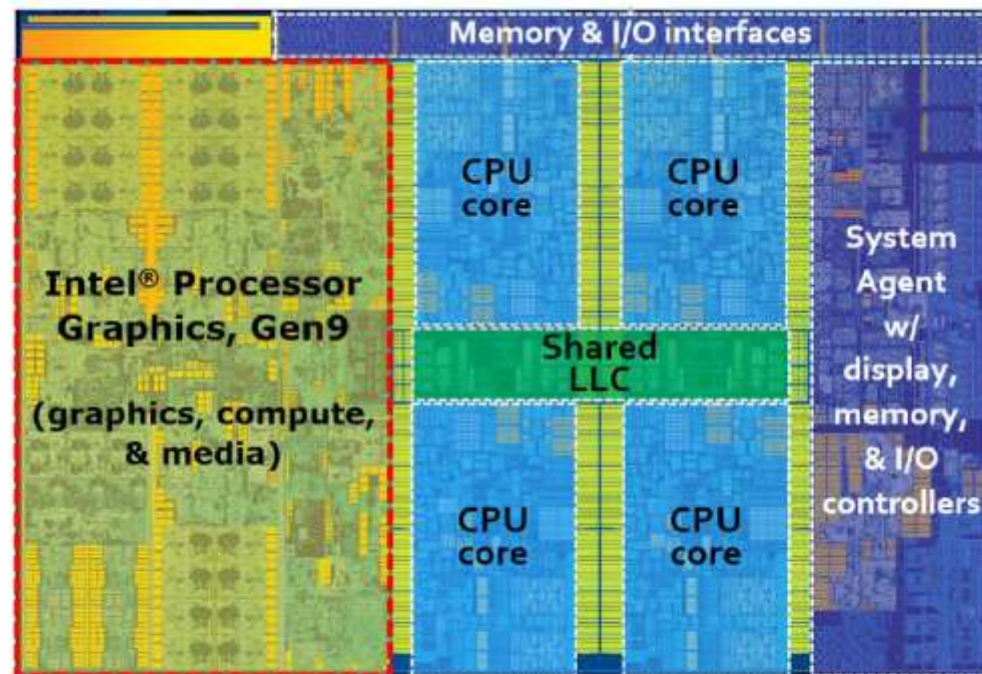 Memory & I/O interfaces
Intel® Processor
Graphics, Gen9
(graphics, compute,
& media)
CPU
core
CPU
core
Shared
LLC
CPU
core
CPU
core
System
Agent
w/
display,
memory,
& I/O
controllers